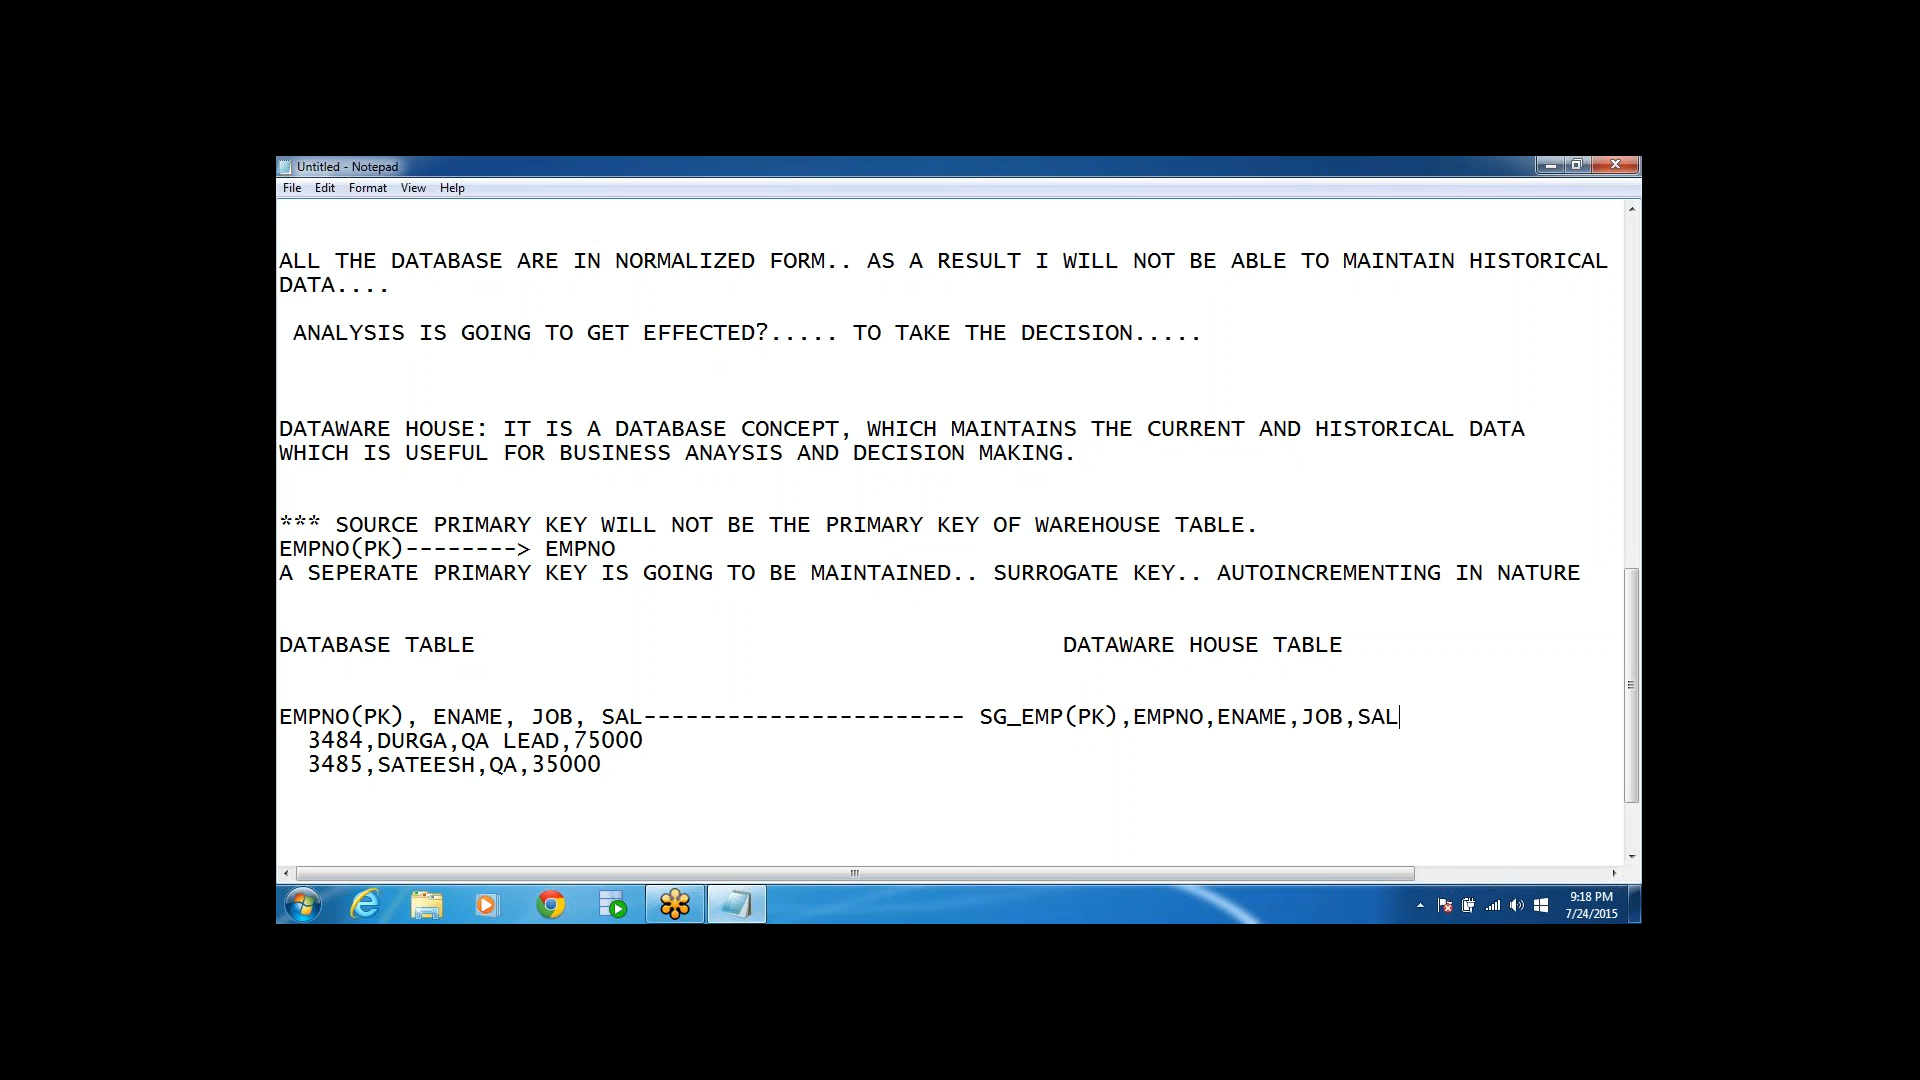 Untitled - Notepad
File Edit Format View Help
ALL THE DATABASE ARE IN NORMALIZED FORM.. AS A RESULT I WILL NOT BE ABLE TO MAINTAIN HISTORICAL
DATA....
ANALYSIS IS GOING TO GET EFFECTED?..... TO TAKE THE DECISION.....
DATAWARE HOUSE: IT IS A DATABASE CONCEPT, WHICH MAINTAINS THE CURRENT AND HISTORICAL DATA
WHICH IS USEFUL FOR BUSINESS ANAYSIS AND DECISION MAKING.
*** SOURCE PRIMARY KEY WILL NOT BE THE PRIMARY KEY OF WAREHOUSE TABLE.
EMPNO(PK)--------> EMPNO
A SEPERATE PRIMARY KEY IS GOING TO BE MAINTAINED.. SURROGATE KEY.. AUTOINCREMENTING IN NATURE
DATABASE TABLE DATAWARE HOUSE TABLE
EMPNO(PK), ENAME, JOB, SAL----------------------- SG_EMP(PK),EMPNO,ENAME,JOB,SAL
3484,DURGA,QA LEAD,75000
3485,SATEESH,QA,35000
9:18 PM
7/24/2015